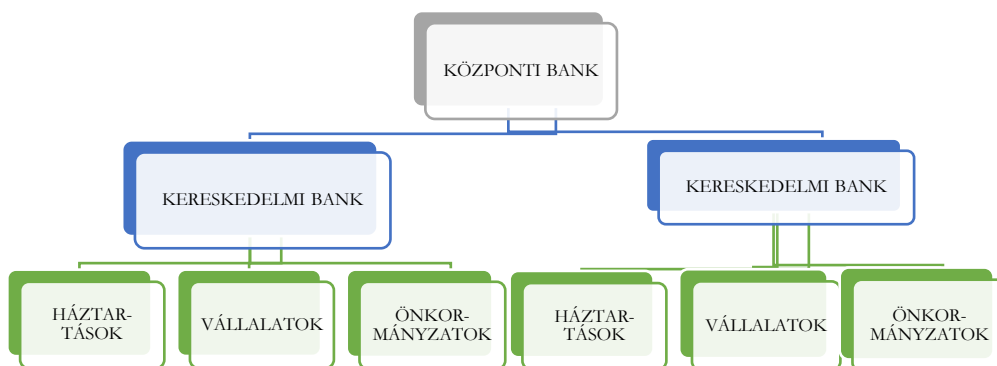 KÖZPONTI BANK
KERESKEDELMI BANK
KERESKEDELMI BANK
HÁZTAR-
TÁSOK
VÁLLALATOK
ÖNKOR-
MÁNYZATOK
HÁZTAR-
TÁSOK
VÁLLALATOK
ÖNKOR-
MÁNYZATOK